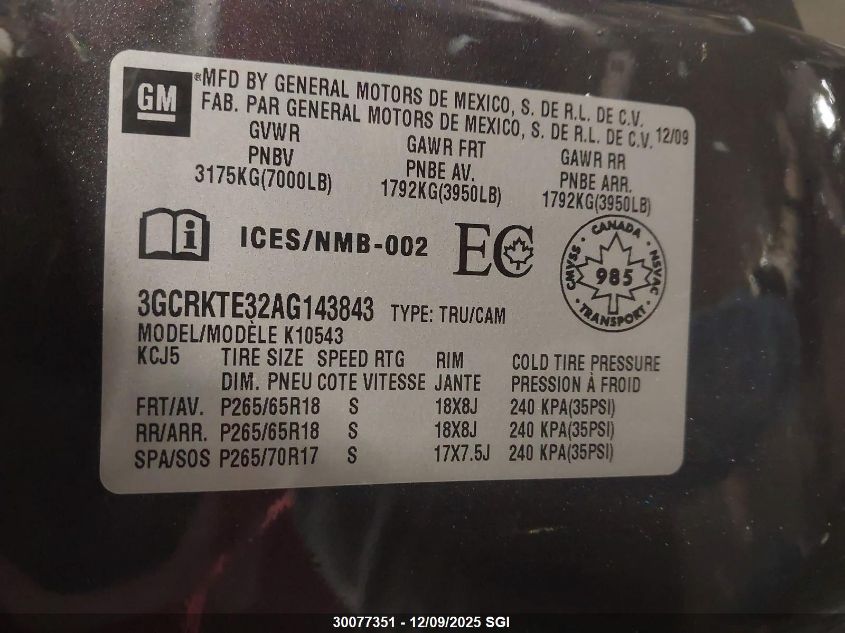 GM
®MFD BY GENERAL MOTORS DE MEXICO, S. DE R.L. DE C.V.
FAB. PAR GENERAL MOTORS DE MEXICO, S. DE R.L. DE C.V. 12/09
GVWR GAWR FRT GAWR RR
PNBV PNBE AV. PNBE ARR.
3175KG(7000LB) 1792KG(3950LB) 1792KG(3950LB)
i ICES/NMB-002 EC
CANADA
CMVSS 985 NSVAC
TRANSPORT
3GCRKTE32AG143843 TYPE: TRU/CAM
MODEL/MODÈLE K10543
KCJ5 TIRE SIZE SPEED RTG RIM COLD TIRE PRESSURE
DIM. PNEU COTE VITESSE JANTE PRESSION À FROID
FRT/AV. P265/65R18 S 18X8J 240 KPA(35PSI)
RR/ARR. P265/65R18 S 18X8J 240 KPA(35PSI)
SPA/SOS P265/70R17 S 17X7.5J 240 KPA(35PSI)
30077351 - 12/09/2025 SGI